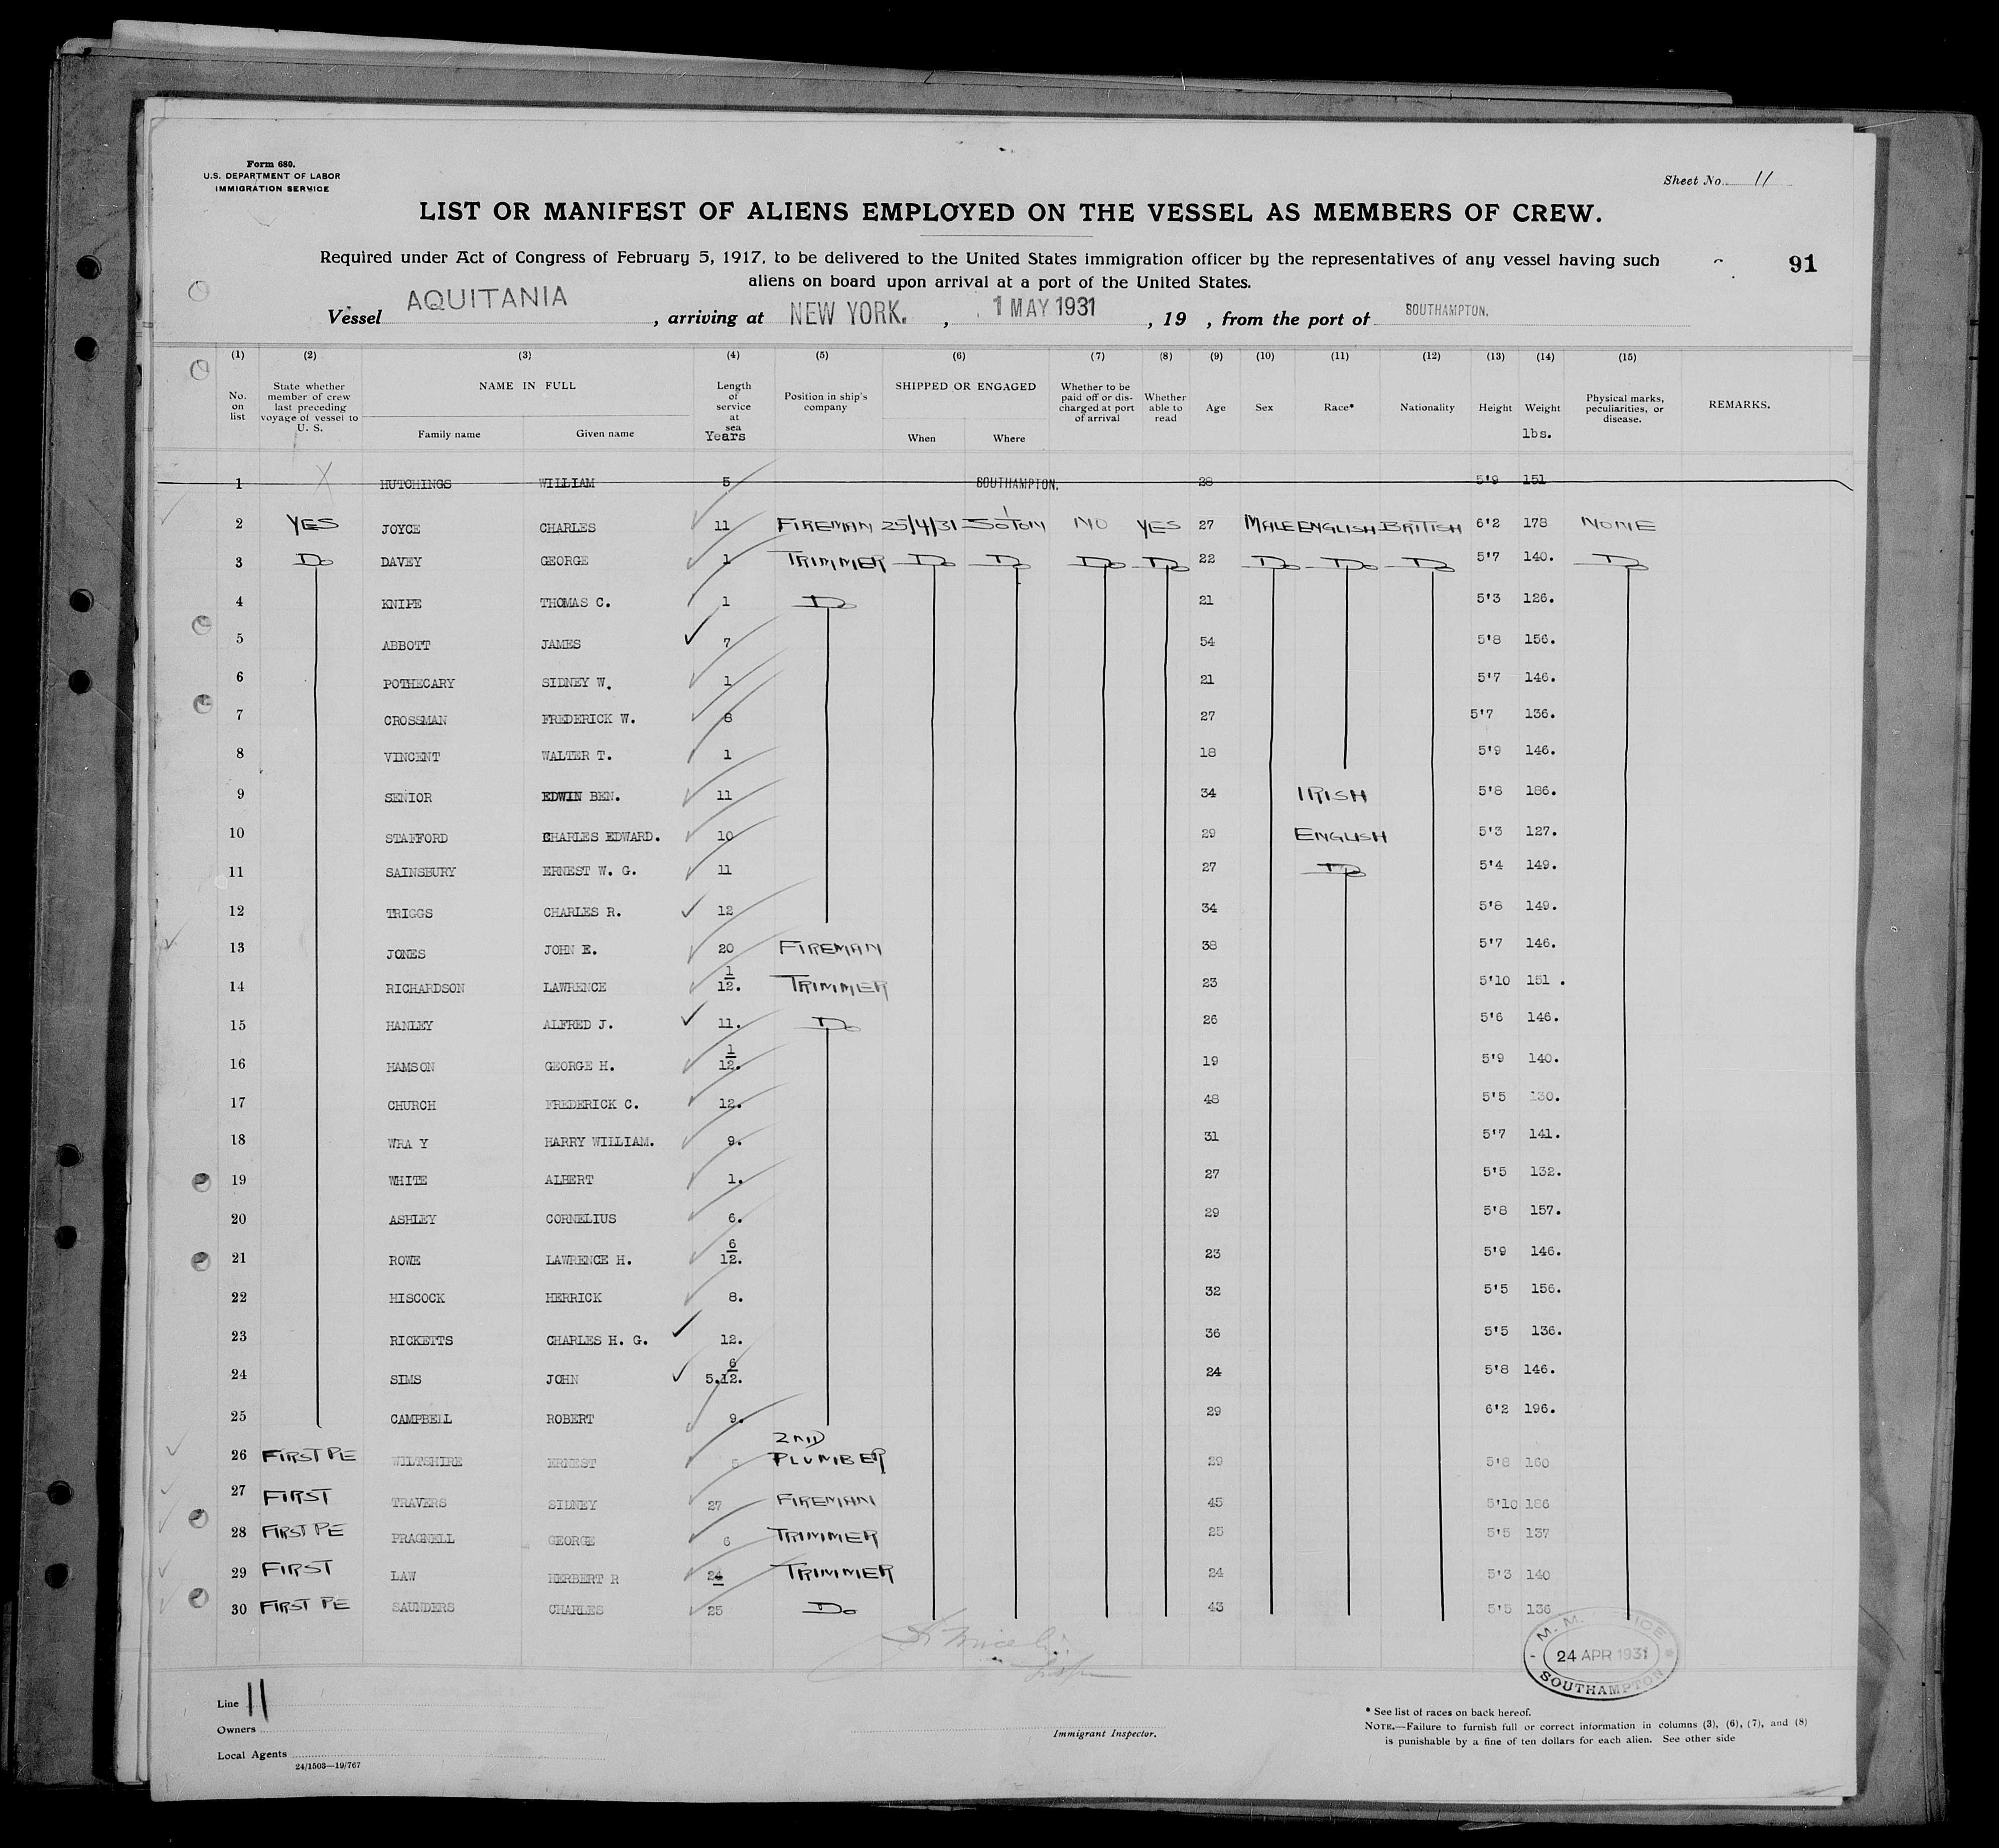 Form 680.
U.S. DEPARTMENT OF LABOR
IMMIGRATION SERVICE
Sheet No. 11
LIST OR MANIFEST OF ALIENS EMPLOYED ON THE VESSEL AS MEMBERS OF CREW.
Required under Act of Congress of February 5, 1917, to be delivered to the United States immigration officer by the representatives of any vessel having such
aliens on board upon arrival at a port of the United States.
91
Vessel AQUITANIA, arriving at NEW YORK., 1 MAY 1931, 19 , from the port of SOUTHAMPTON.
(1) (2) (3) (4) (5) (6) (7) (8) (9) (10) (11) (12) (13) (14) (15)
No. on list State whether member of crew last preceding voyage of vessel to U. S. NAME IN FULL Family name Given name Length of service at sea Years Position in ship's company SHIPPED OR ENGAGED When Where Whether to be paid off or discharged at port of arrival Whether able to read Age Sex Race* Nationality Height Weight lbs. Physical marks, peculiarities, or disease. REMARKS.
1 X HUTCHINGS WILLIAM 5 SOUTHAMPTON. 28 5'9 151
2 YES JOYCE CHARLES 11 FIREMAN 25/4/31 SOTON NO YES 27 MALE ENGLISH BRITISH 6'2 178 NONE
3 Do DAVEY GEORGE 1 TRIMMER Do Do Do Do 22 Do Do Do 5'7 140. Do
4 KNIPE THOMAS C. 1 Do 21 5'3 126.
5 ABBOTT JAMES 7 54 5'8 156.
6 POTHECARY SIDNEY W. 1 21 5'7 146.
7 CROSSMAN FREDERICK W. 8 27 5'7 136.
8 VINCENT WALTER T. 1 18 5'9 146.
9 SENIOR EDWIN BEN. 11 34 IRISH 5'8 186.
10 STAFFORD CHARLES EDWARD. 10 29 ENGLISH 5'3 127.
11 SAINSBURY ERNEST W. G. 11 27 Do 5'4 149.
12 TRIGGS CHARLES R. 12 34 5'8 149.
13 JONES JOHN E. 20 FIREMAN 38 5'7 146.
14 RICHARDSON LAWRENCE 1/12. TRIMMER 23 5'10 151 .
15 HANLEY ALFRED J. 11. Do 26 5'6 146.
16 HAMSON GEORGE H. 1/12. 19 5'9 140.
17 CHURCH FREDERICK C. 12. 48 5'5 130.
18 WRA Y HARRY WILLIAM. 9. 31 5'7 141.
19 WHITE ALBERT 1. 27 5'5 132.
20 ASHLEY CORNELIUS 6. 29 5'8 157.
21 ROWE LAWRENCE H. 6/12. 23 5'9 146.
22 HISCOCK HERRICK 8. 32 5'5 156.
23 RICKETTS CHARLES H. G. 12. 36 5'5 136.
24 SIMS JOHN 5.6/12. 24 5'8 146.
25 CAMPBELL ROBERT 9. 29 6'2 196.
26 FIRST PE WILTSHIRE ERNEST 2ND PLUMBER 29 5'8 160
27 FIRST TRAVERS SIDNEY 27 FIREMAN 45 5'10 186
28 FIRST PE PRAGNELL GEORGE 6 TRIMMER 25 5'5 137
29 FIRST LAW HERBERT R 24 TRIMMER 24 5'3 140
30 FIRST PE SAUNDERS CHARLES 25 Do 43 5'5 136
M. M. OFFICE
24 APR 1931
SOUTHAMPTON
Line 11
Owners
Local Agents
24/1503—19/767
Immigrant Inspector.
* See list of races on back hereof.
NOTE.—Failure to furnish full or correct information in columns (3), (6), (7), and (8)
is punishable by a fine of ten dollars for each alien. See other side